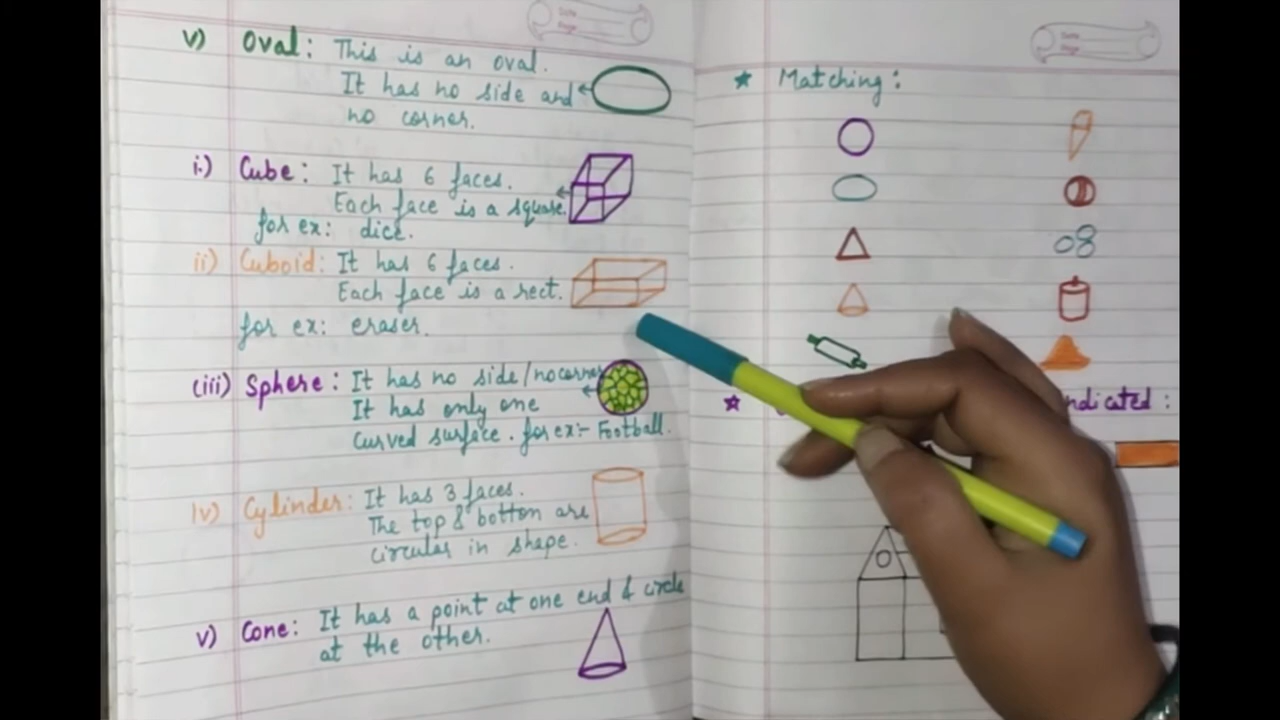 v) Oval: This is an oval.
It has no side and
no corner.
i.) Cube: It has 6 faces.
Each face is a square.
for ex: dice.
ii) Cuboid: It has 6 faces.
Each face is a rect.
for ex: eraser.
(iii) Sphere: It has no side/no corner
It has only one
curved surface. for ex:- Football.
iv) Cylinder: It has 3 faces.
The top & botton are
circular in shape.
v) Cone: It has a point at one end & circle
at the other.
Date
Page
Matching:
ndicated: